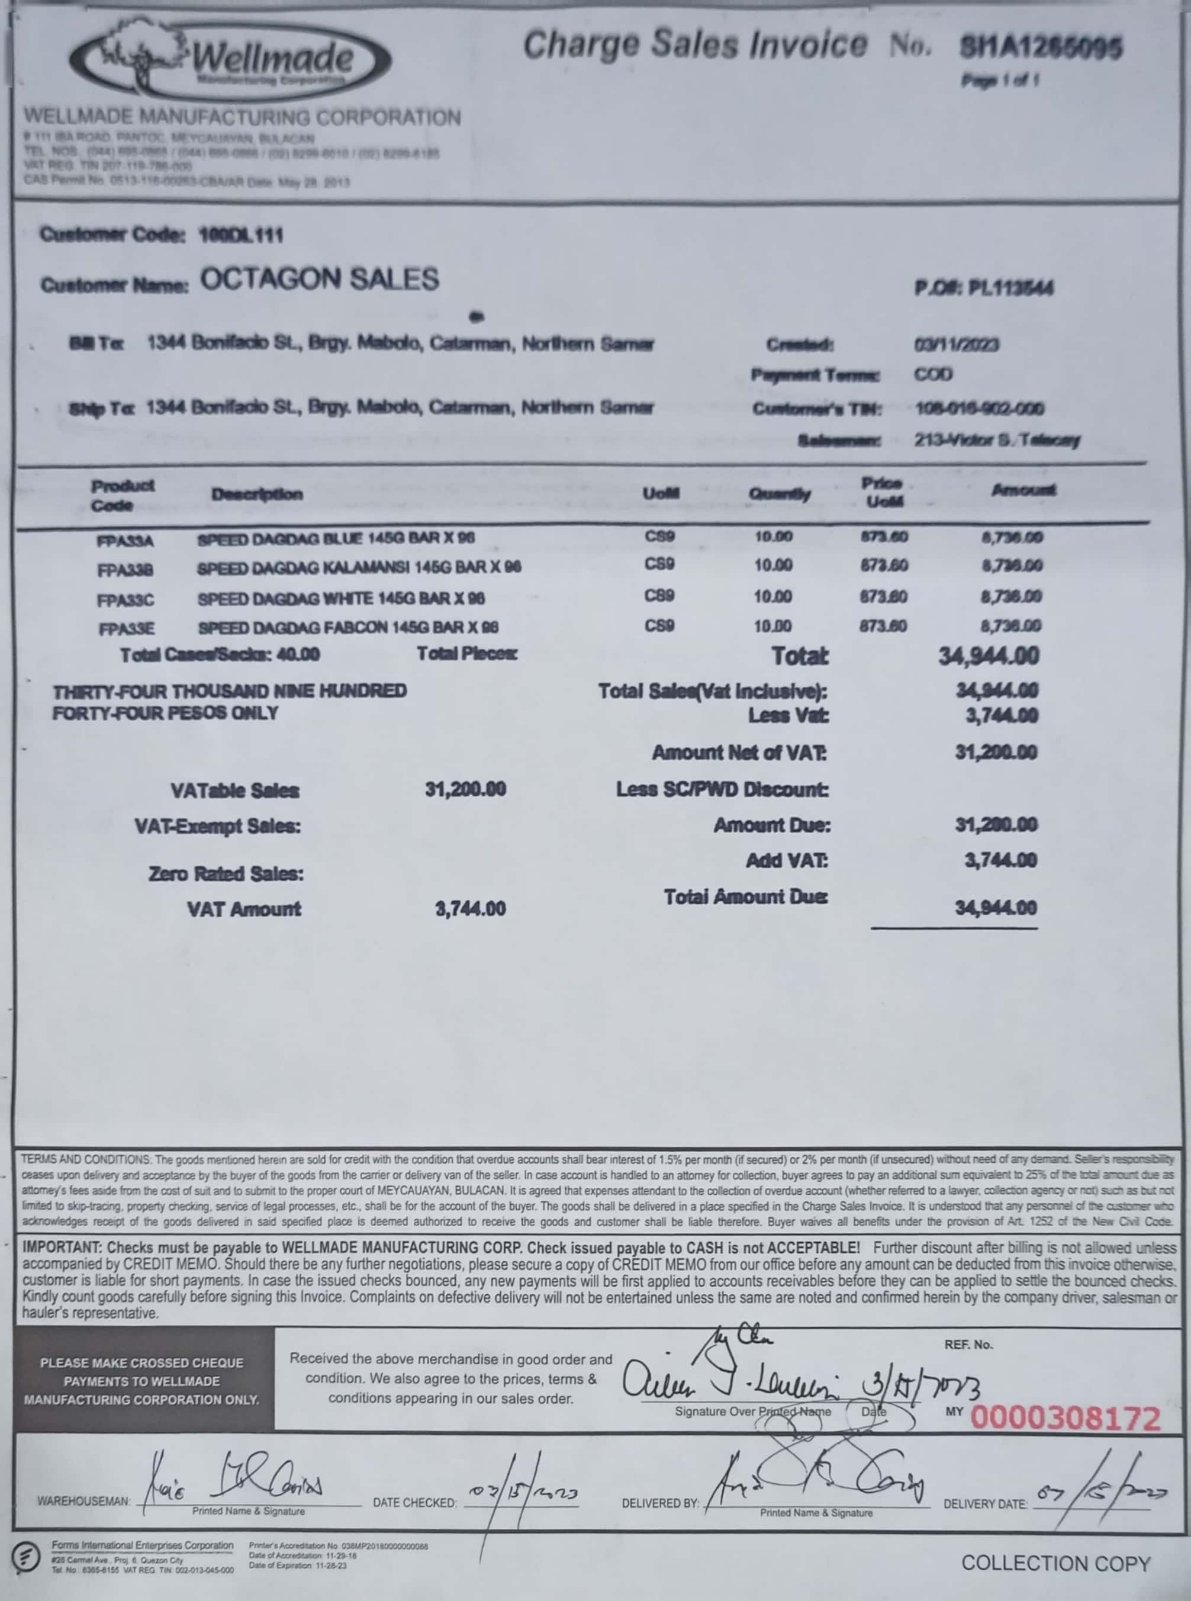 Wellmade
Manufacturing Corporation
Charge Sales Invoice No. SI1A1265095
Page 1 of 1
WELLMADE MANUFACTURING CORPORATION
# 111 IBA ROAD, PANTOC, MEYCAUAYAN, BULACAN
TEL. NOS.
VAT REG. TIN 207-119-786-000
CAS Permit No. 0513-116-00263-CBA/AR Date: May 28, 2013
Customer Code: 100DL111
Customer Name: OCTAGON SALES
P.O#: PL113544
Bill To: 1344 Bonifacio St., Brgy. Mabolo, Catarman, Northern Samar
Created: 03/11/2023
Payment Terms: COD
Ship To: 1344 Bonifacio St., Brgy. Mabolo, Catarman, Northern Samar
Customer's TIN: 108-016-902-000
Salesman: 213-Victor S. Telacay
Product Code Description UoM Quantity Price UoM Amount
FPA33A SPEED DAGDAG BLUE 145G BAR X 96 CS9 10.00 873.60 8,736.00
FPA33B SPEED DAGDAG KALAMANSI 145G BAR X 96 CS9 10.00 873.60 8,736.00
FPA33C SPEED DAGDAG WHITE 145G BAR X 96 CS9 10.00 873.60 8,736.00
FPA33E SPEED DAGDAG FABCON 145G BAR X 96 CS9 10.00 873.60 8,736.00
Total Cases/Sacks: 40.00 Total Pieces: Total: 34,944.00
THIRTY-FOUR THOUSAND NINE HUNDRED
FORTY-FOUR PESOS ONLY
Total Sales(Vat Inclusive): 34,944.00
Less Vat: 3,744.00
Amount Net of VAT: 31,200.00
VATable Sales 31,200.00 Less SC/PWD Discount:
VAT-Exempt Sales: Amount Due: 31,200.00
Zero Rated Sales: Add VAT: 3,744.00
VAT Amount 3,744.00 Total Amount Due: 34,944.00
TERMS AND CONDITIONS: The goods mentioned herein are sold for credit with the condition that overdue accounts shall bear interest of 1.5% per month (if secured) or 2% per month (if unsecured) without need of any demand. Seller's responsibility
ceases upon delivery and acceptance by the buyer of the goods from the carrier or delivery van of the seller. In case account is handled to an attorney for collection, buyer agrees to pay an additional sum equivalent to 25% of the total amount due as
attorney's fees aside from the cost of suit and to submit to the proper court of MEYCAUAYAN, BULACAN. It is agreed that expenses attendant to the collection of overdue account (whether referred to a lawyer, collection agency or not) such as but not
limited to skip-tracing, property checking, service of legal processes, etc., shall be for the account of the buyer. The goods shall be delivered in a place specified in the Charge Sales Invoice. It is understood that any personnel of the customer who
acknowledges receipt of the goods delivered in said specified place is deemed authorized to receive the goods and customer shall be liable therefore. Buyer waives all benefits under the provision of Art. 1252 of the New Civil Code.
IMPORTANT: Checks must be payable to WELLMADE MANUFACTURING CORP. Check issued payable to CASH is not ACCEPTABLE! Further discount after billing is not allowed unless
accompanied by CREDIT MEMO. Should there be any further negotiations, please secure a copy of CREDIT MEMO from our office before any amount can be deducted from this invoice otherwise,
customer is liable for short payments. In case the issued checks bounced, any new payments will be first applied to accounts receivables before they can be applied to settle the bounced checks.
Kindly count goods carefully before signing this Invoice. Complaints on defective delivery will not be entertained unless the same are noted and confirmed herein by the company driver, salesman or
hauler's representative.
PLEASE MAKE CROSSED CHEQUE
PAYMENTS TO WELLMADE
MANUFACTURING CORPORATION ONLY.
Received the above merchandise in good order and
condition. We also agree to the prices, terms &
conditions appearing in our sales order.
3/15/2023
Signature Over Printed Name Date
REF. No.
MY 0000308172
WAREHOUSEMAN:
Printed Name & Signature
DATE CHECKED: 03/15/2023
DELIVERED BY:
Printed Name & Signature
DELIVERY DATE: 03/15/2023
Forms International Enterprises Corporation
#25 Carmel Ave., Proj. 6, Quezon City
Tel. No.: 8365-6155 VAT REG. TIN: 002-013-045-000
Printer's Accreditation No. 038MP20180000000068
Date of Accreditation: 11-29-18
Date of Expiration: 11-28-23
COLLECTION COPY